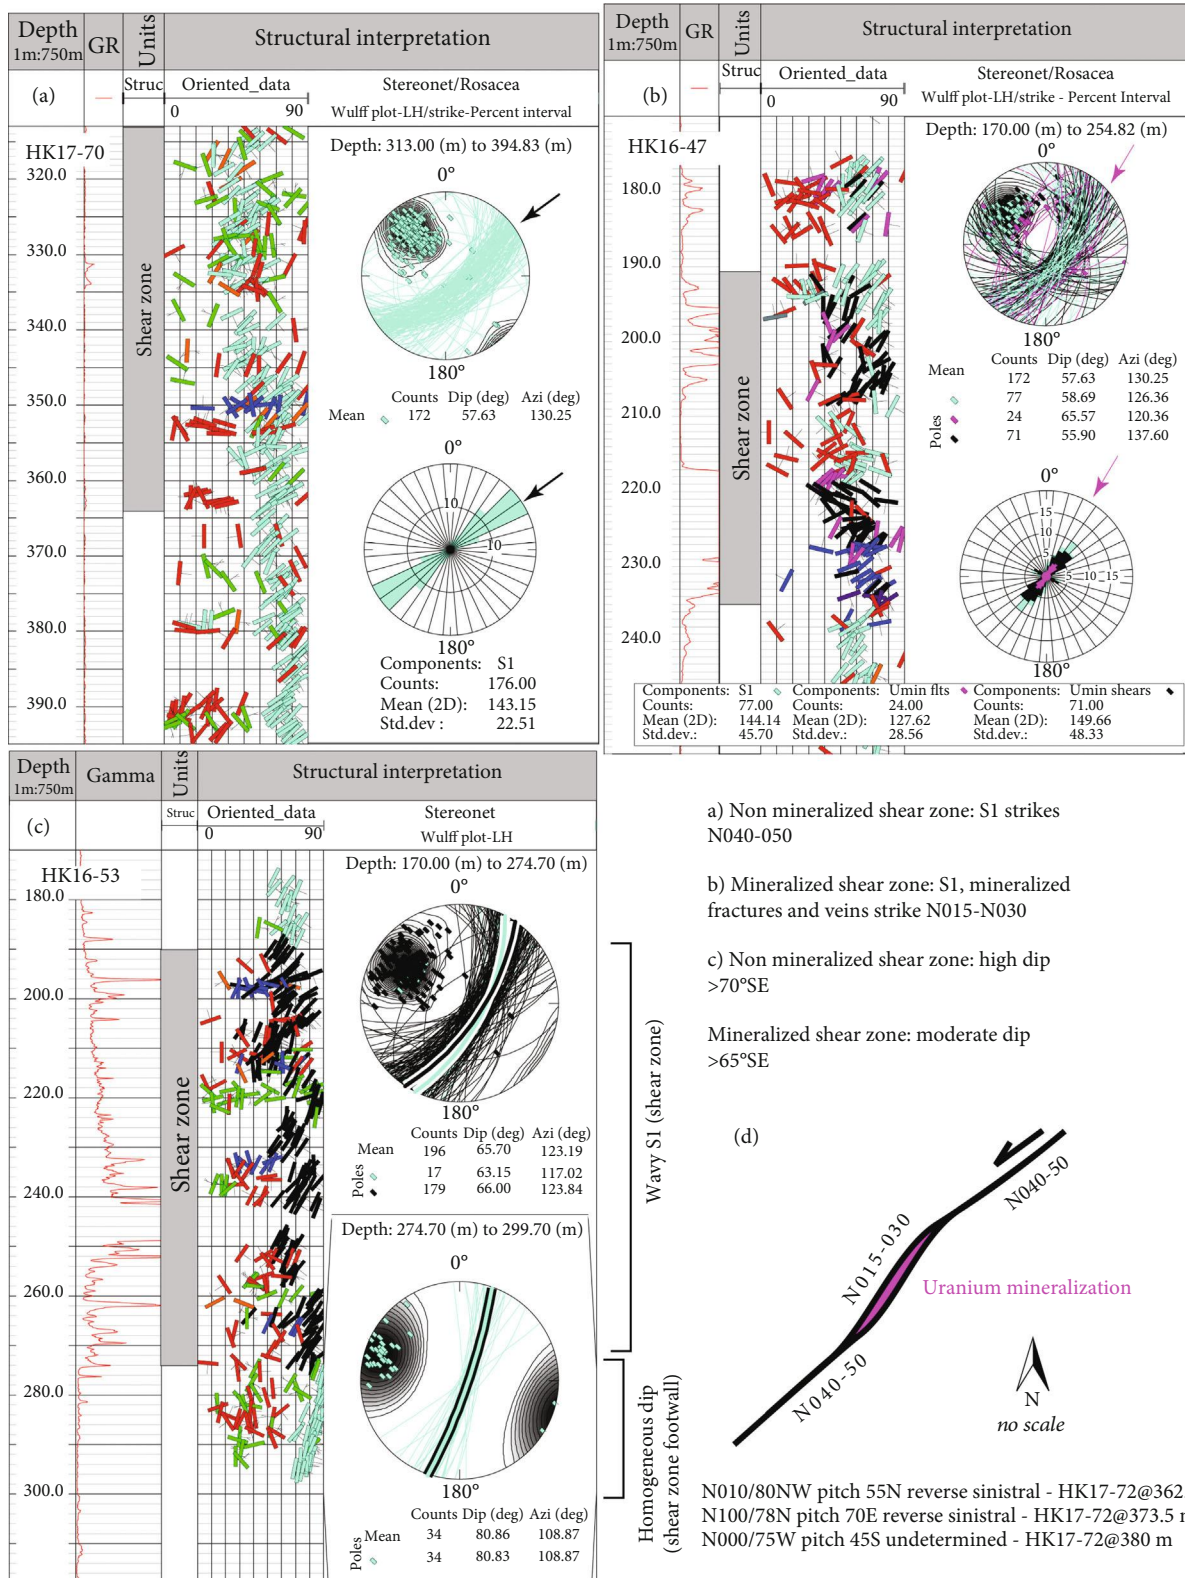 Depth
1m:750m
GR
Units
Structural interpretation
Struc
Oriented_data
0
90
Stereonet/Rosacea
Wulff plot-LH/strike-Percent interval
(a)
HK17-70
Depth: 313.00 (m) to 394.83 (m)
0°
180°
320.0
330.0
340.0
350.0
360.0
370.0
380.0
390.0
Shear zone
Counts Dip (deg) Azi (deg)
Mean 172 57.63 130.25
10
10
180°
Components: S1
Counts: 176.00
Mean (2D): 143.15
Std.dev : 22.51
Depth
1m:750m
GR
Units
Structural interpretation
Struc
Oriented_data
0
90
Stereonet/Rosacea
Wulff plot-LH/strike - Percent Interval
(b)
HK16-47
Depth: 170.00 (m) to 254.82 (m)
0°
180°
180.0
190.0
200.0
210.0
220.0
230.0
240.0
Shear zone
Counts Dip (deg) Azi (deg)
Mean 172 57.63 130.25
Poles
77 58.69 126.36
24 65.57 120.36
71 55.90 137.60
0°
15
10
5
5 10 15
180°
Components: S1 Components: Umin flts Components: Umin shears
Counts: 77.00 Counts: 24.00 Counts: 71.00
Mean (2D): 144.14 Mean (2D): 127.62 Mean (2D): 149.66
Std.dev.: 45.70 Std.dev.: 28.56 Std.dev.: 48.33
Depth
1m:750m
Gamma
Units
Structural interpretation
Struc
Oriented_data
0
90
Stereonet
Wulff plot-LH
(c)
HK16-53
Depth: 170.00 (m) to 274.70 (m)
0°
180°
180.0
200.0
220.0
240.0
260.0
280.0
300.0
Shear zone
Counts Dip (deg) Azi (deg)
Mean 196 65.70 123.19
Poles
17 63.15 117.02
179 66.00 123.84
Depth: 274.70 (m) to 299.70 (m)
0°
180°
Counts Dip (deg) Azi (deg)
Mean 34 80.86 108.87
Poles
34 80.83 108.87
Wavy S1 (shear zone)
Homogeneous dip
(shear zone footwall)
a) Non mineralized shear zone: S1 strikes
N040-050
b) Mineralized shear zone: S1, mineralized
fractures and veins strike N015-N030
c) Non mineralized shear zone: high dip
>70°SE
Mineralized shear zone: moderate dip
>65°SE
(d)
N040-50
N015-030
Uranium mineralization
N040-50
N
no scale
N010/80NW pitch 55N reverse sinistral - HK17-72@362.
N100/78N pitch 70E reverse sinistral - HK17-72@373.5 m
N000/75W pitch 45S undetermined - HK17-72@380 m